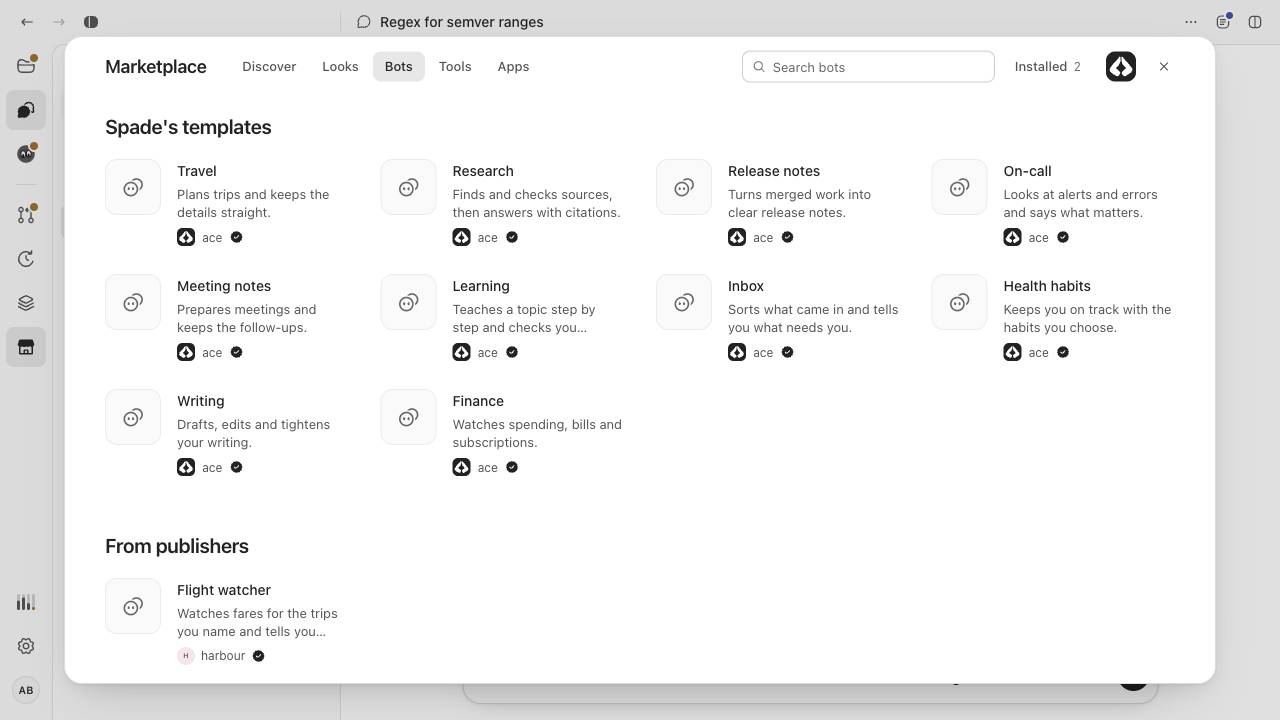 Regex for semver ranges
Marketplace
Discover
Looks
Bots
Tools
Apps
Search bots
Installed 2
Spade's templates
Travel
Plans trips and keeps the
details straight.
ace
Research
Finds and checks sources,
then answers with citations.
ace
Release notes
Turns merged work into
clear release notes.
ace
On-call
Looks at alerts and errors
and says what matters.
ace
Meeting notes
Prepares meetings and
keeps the follow-ups.
ace
Learning
Teaches a topic step by
step and checks you...
ace
Inbox
Sorts what came in and tells
you what needs you.
ace
Health habits
Keeps you on track with the
habits you choose.
ace
Writing
Drafts, edits and tightens
your writing.
ace
Finance
Watches spending, bills and
subscriptions.
ace
From publishers
Flight watcher
Watches fares for the trips
you name and tells you...
H harbour
AB